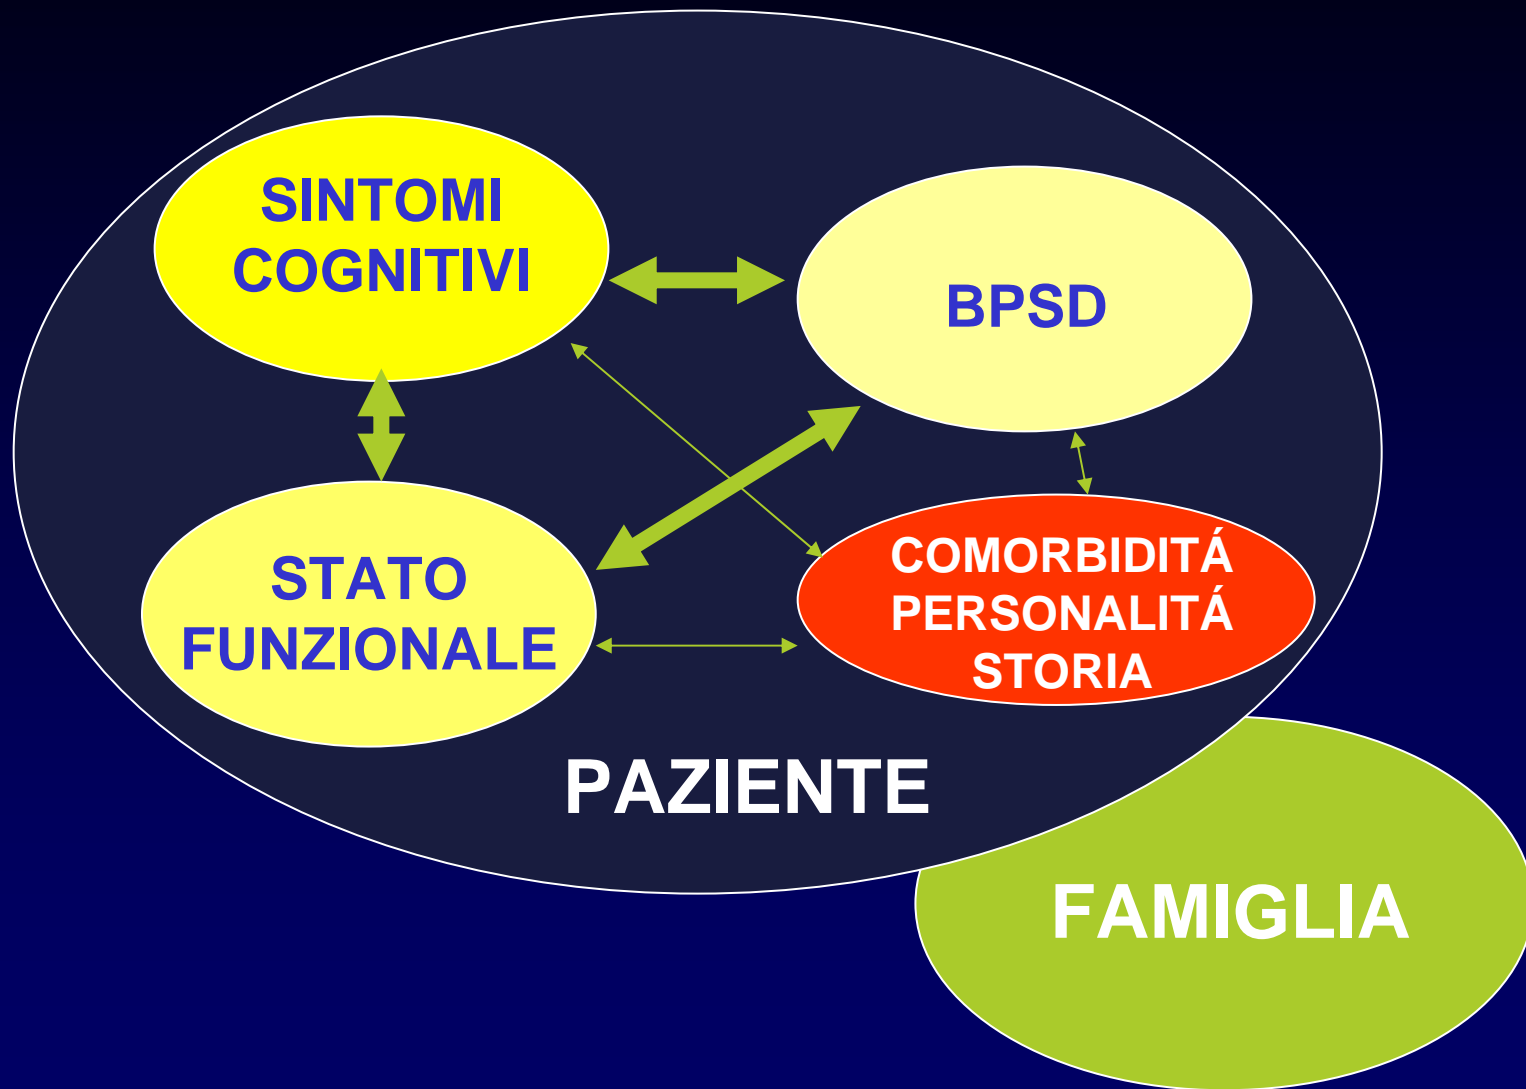 SINTOMI
COGNITIVI
BPSD
STATO
FUNZIONALE
COMORBIDITÁ
PERSONALITÁ
STORIA
PAZIENTE
FAMIGLIA